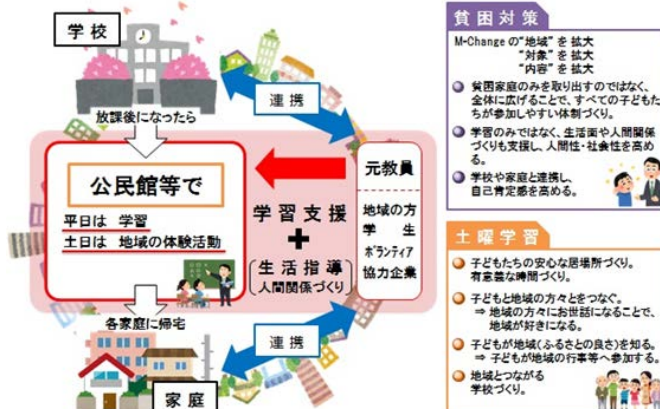 学校
連携
放課後になったら
公民館等で
平日は 学習
土日は 地域の体験活動
学習支援
+
生活指導
人間関係づくり
元教員
地域の方
学 生
ボランティア
協力企業
各家庭に帰宅
連携
家庭
貧困対策
M-Changeの“地域”を拡大
“対象”を拡大
“内容”を拡大
貧困家庭のみを取り出すのではなく、
全体に広げることで、すべての子どもた
ちが参加しやすい体制づくり。
学習のみではなく、生活面や人間関係
づくりも支援し、人間性・社会性を高め
る。
学校や家庭と連携し、
自己肯定感を高める。
土曜学習
子どもたちの安心な居場所づくり。
有意義な時間づくり。
子どもと地域の方々とをつなぐ。
⇒ 地域の方々にお世話になることで、
地域が好きになる。
子どもが地域(ふるさとの良さ)を知る。
⇒ 子どもが地域の行事等へ参加する。
地域とつながる
学校づくり。